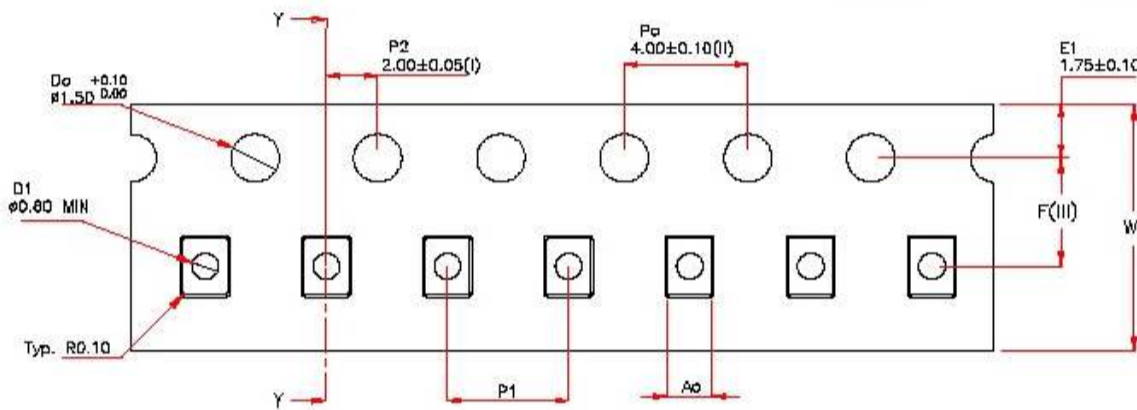 Y
P2
2.00±0.05(I)
Po
4.00±0.10(II)
E1
1.75±0.10
Do +0.10
ø1.50 0.00
D1
ø0.60 MIN
F(III)
W
Typ. R0.10
Y
P1
Ao